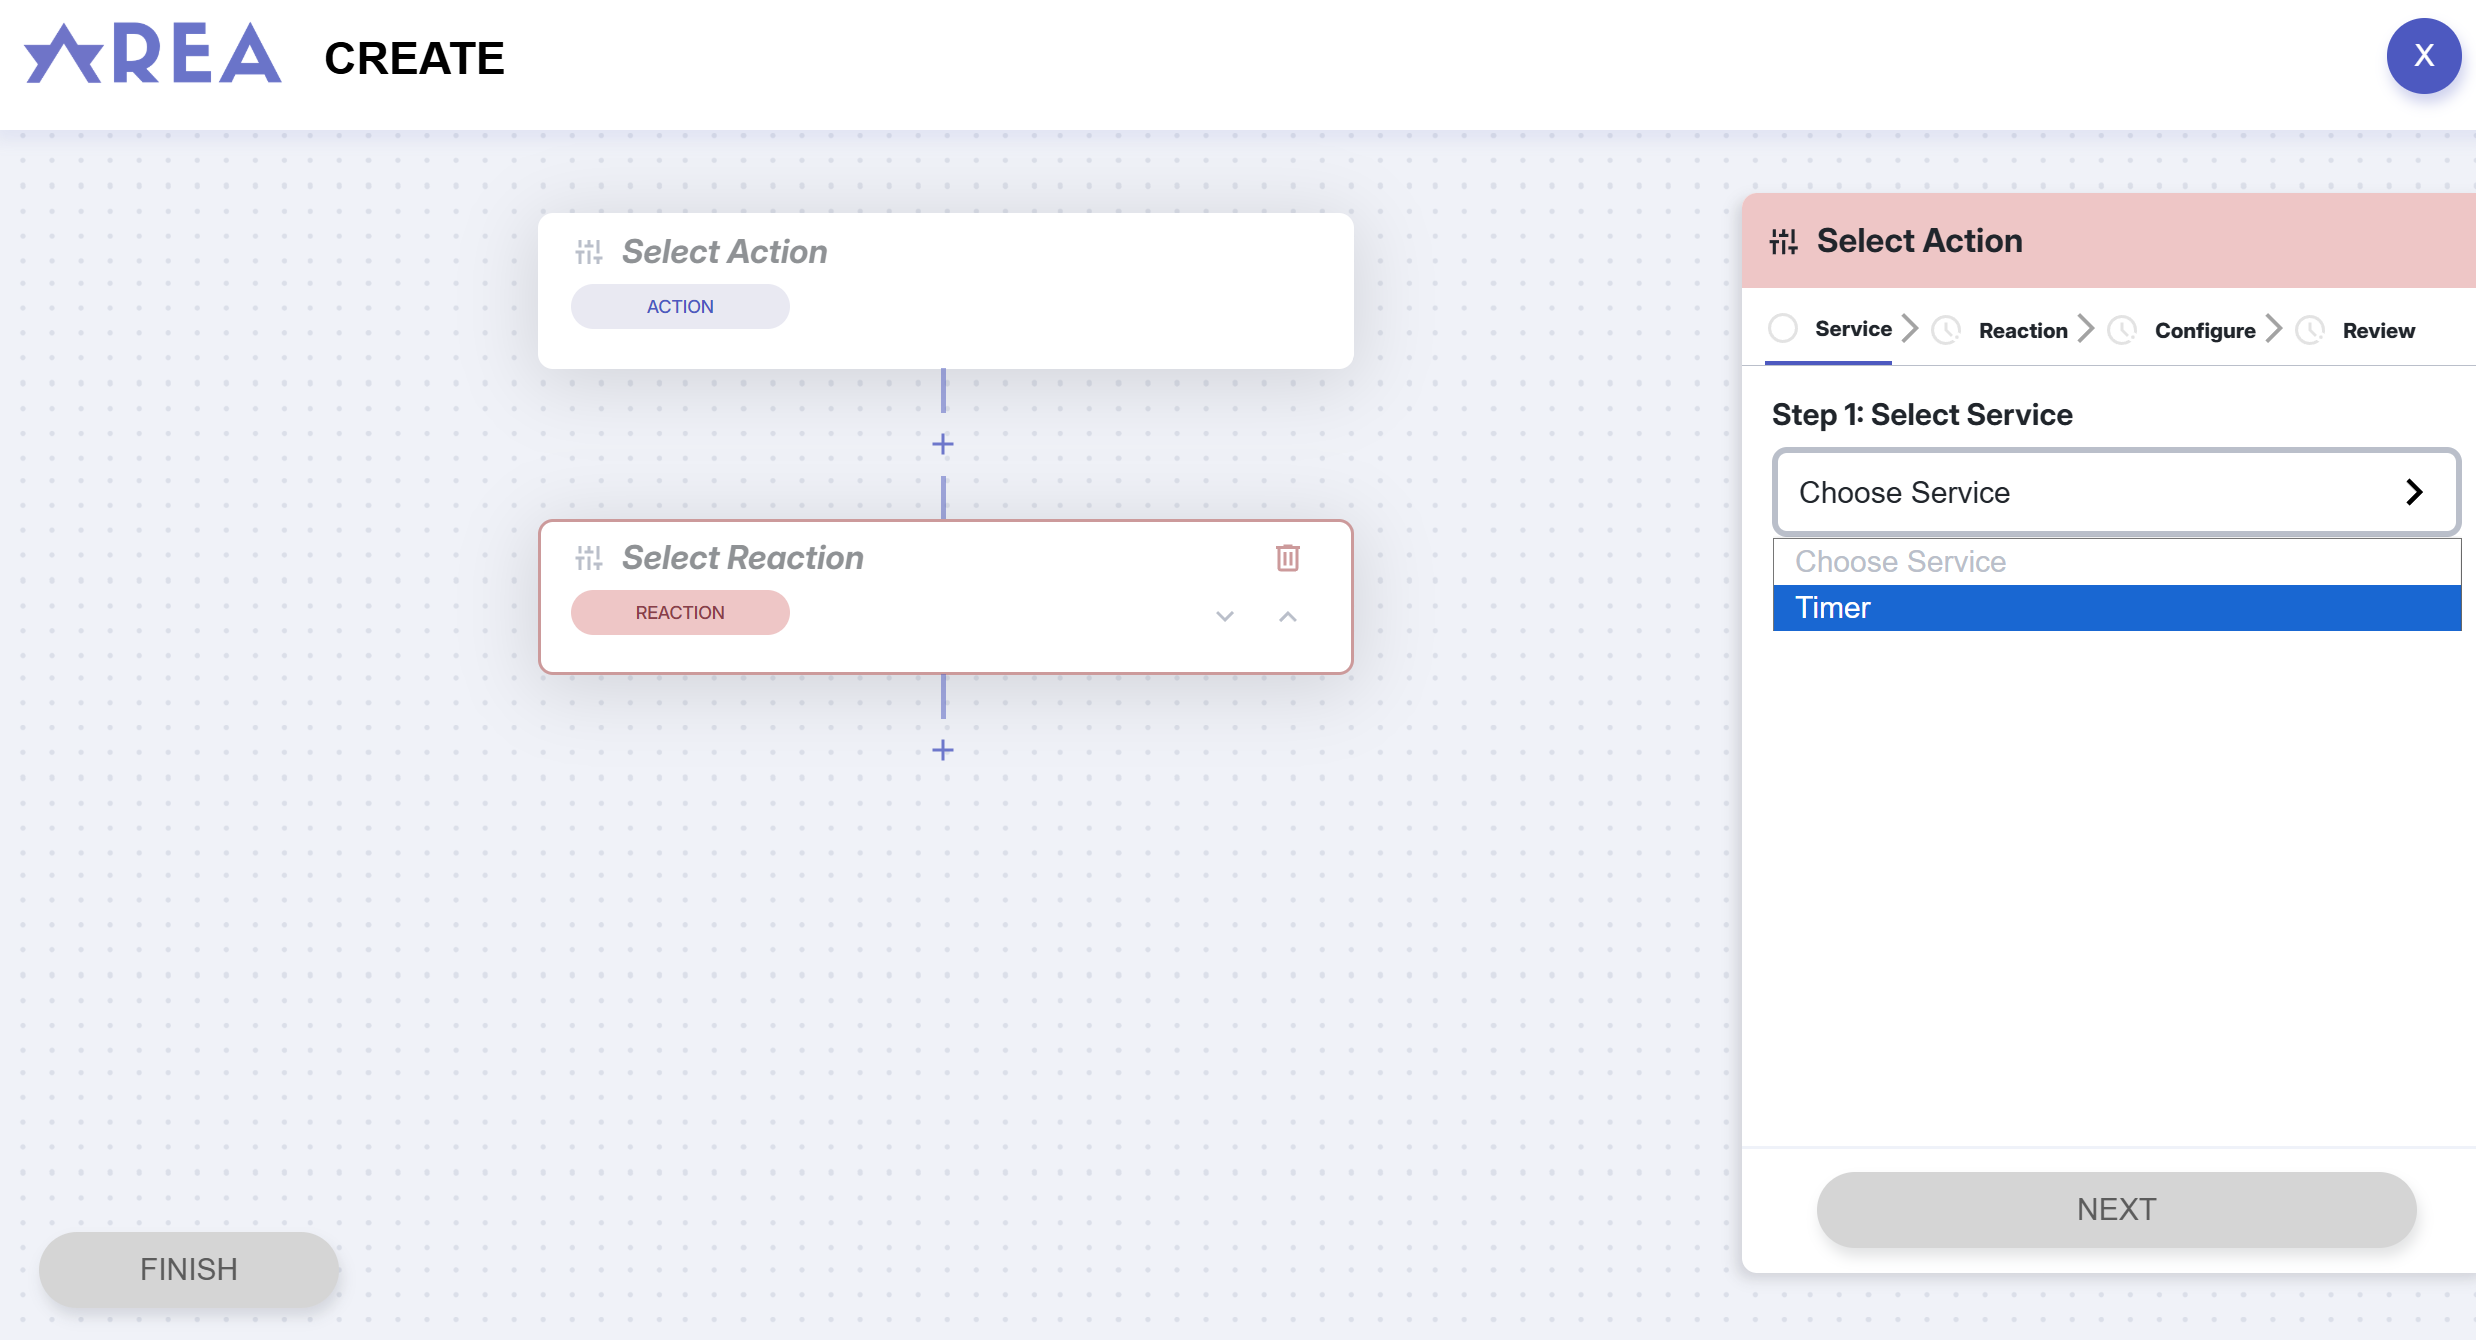 AREA CREATE X
Select Action
ACTION
+
Select Reaction
REACTION
+
FINISH
Select Action
Service Reaction Configure Review
Step 1: Select Service
Choose Service
Choose Service
Timer
NEXT